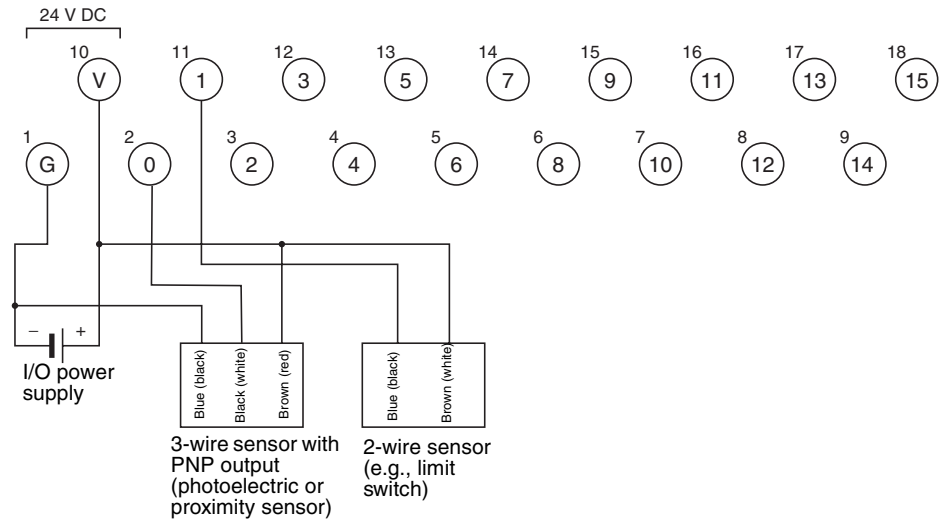 24 V DC
10 11 12 13 14 15 16 17 18
V 1 3 5 7 9 11 13 15
1 2 3 4 5 6 7 8 9
G 0 2 4 6 8 10 12 14
– +
I/O power
supply
Blue (black)
Black (white)
Brown (red)
3-wire sensor with
PNP output
(photoelectric or
proximity sensor)
Blue (black)
Brown (white)
2-wire sensor
(e.g., limit
switch)